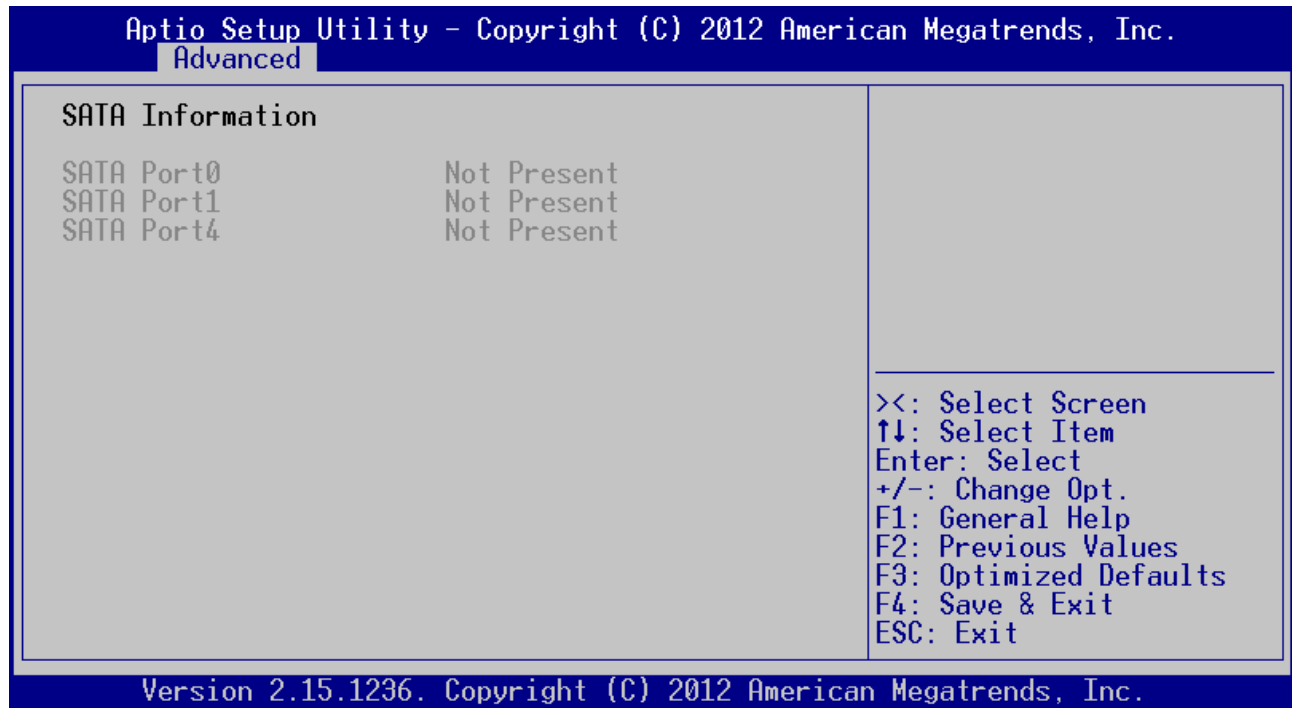 Aptio Setup Utility - Copyright (C) 2012 American Megatrends, Inc.
Advanced
SATA Information
SATA Port0 Not Present
SATA Port1 Not Present
SATA Port4 Not Present
><: Select Screen
↑↓: Select Item
Enter: Select
+/-: Change Opt.
F1: General Help
F2: Previous Values
F3: Optimized Defaults
F4: Save & Exit
ESC: Exit
Version 2.15.1236. Copyright (C) 2012 American Megatrends, Inc.